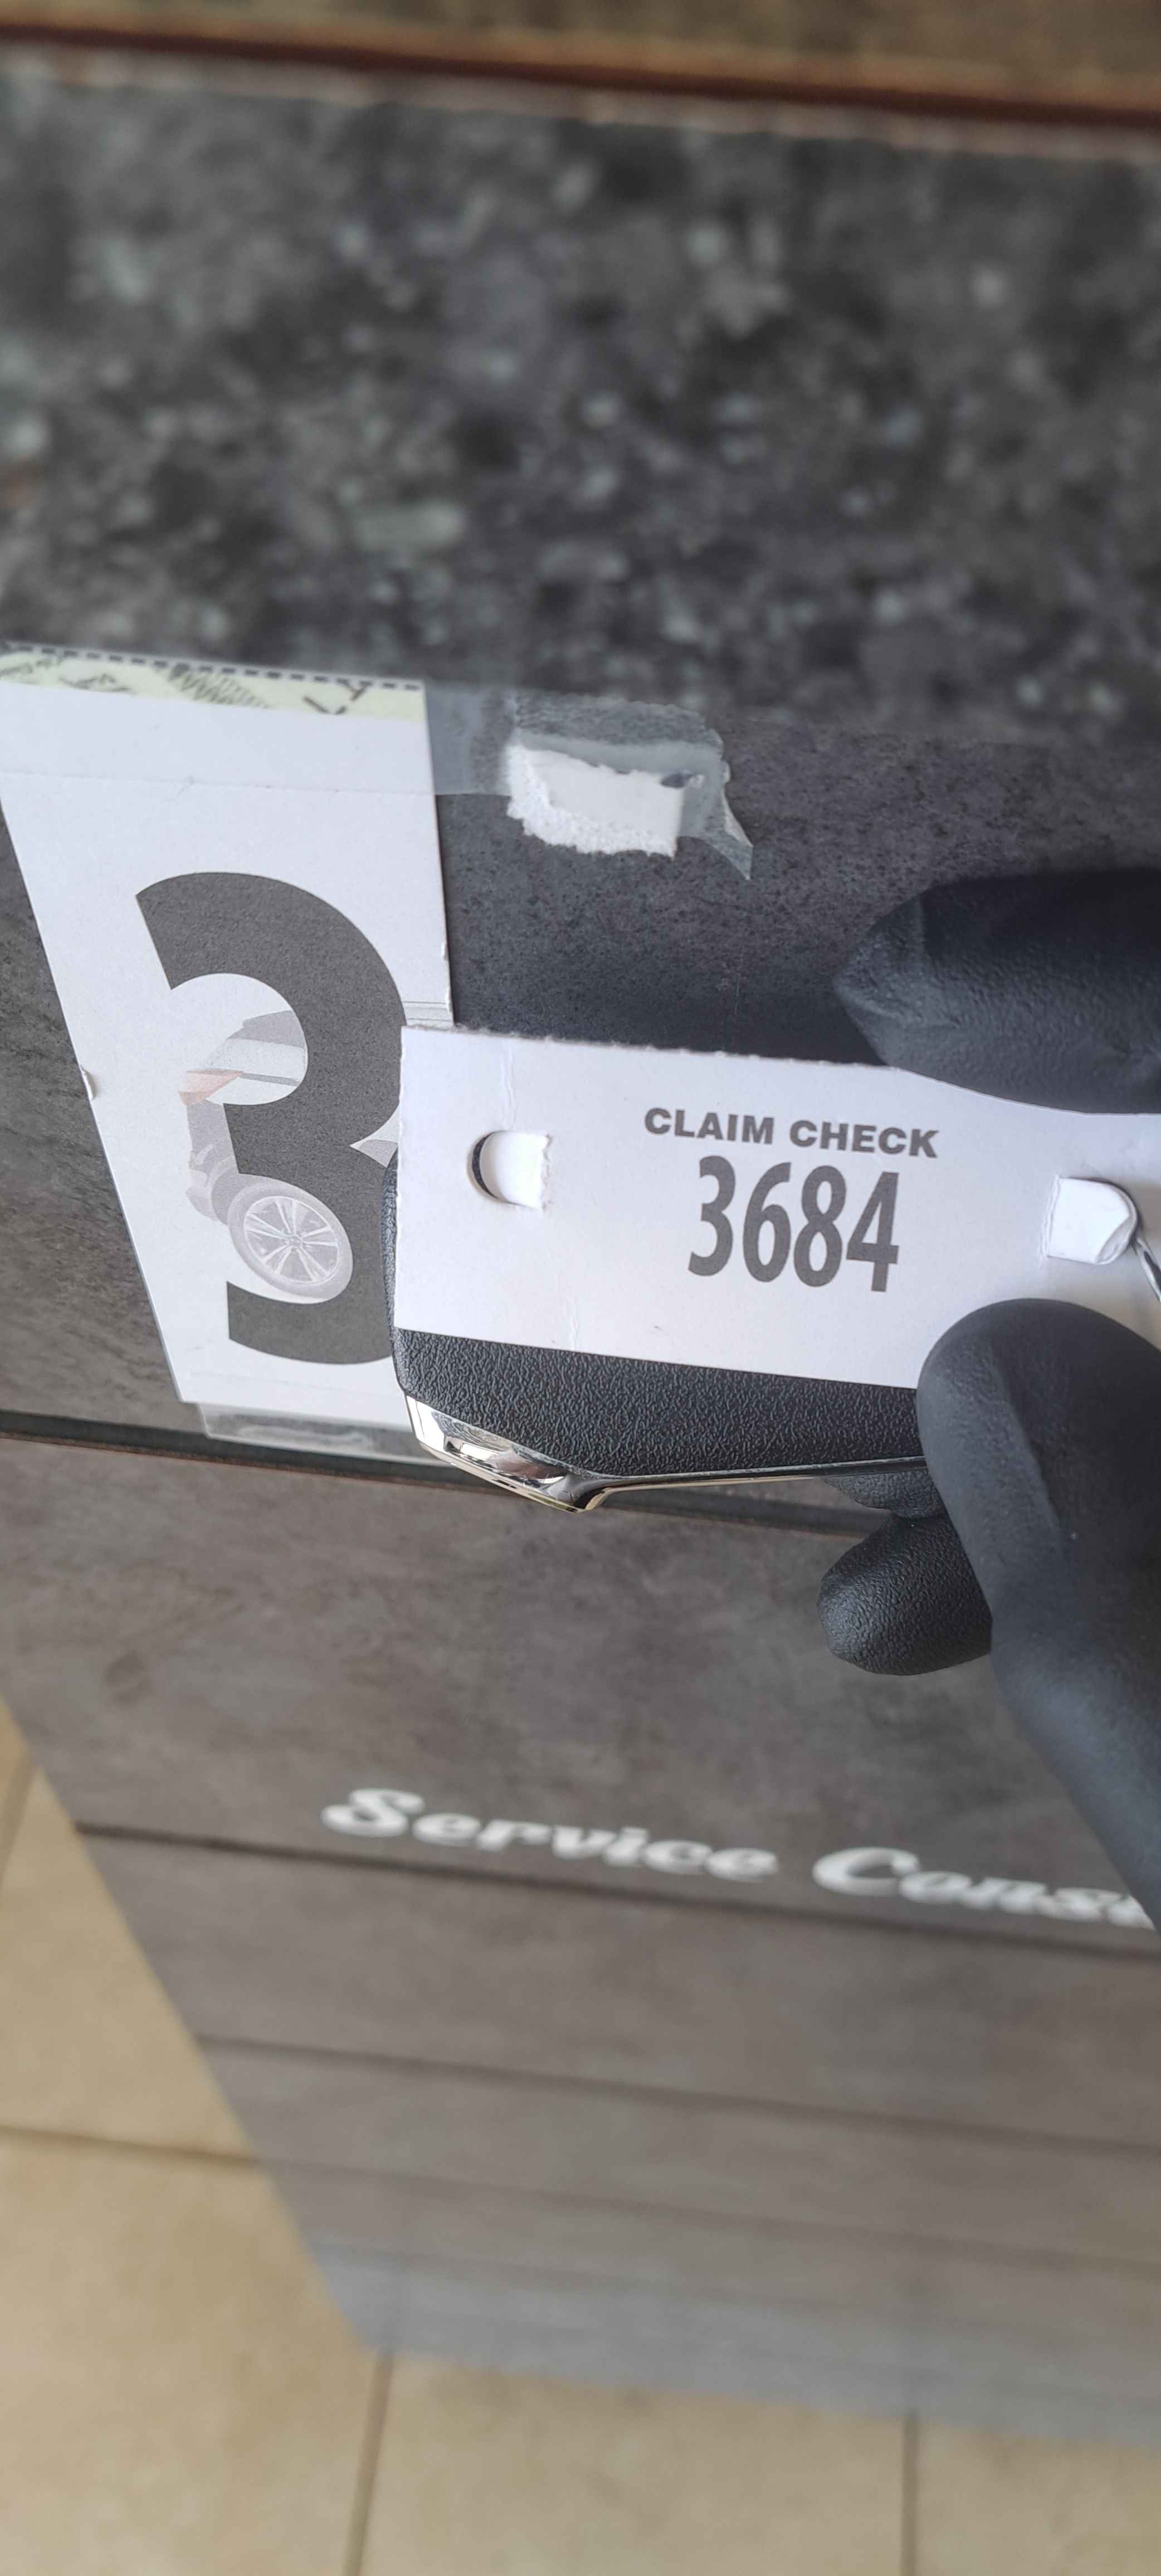 3
CLAIM CHECK
3684
Service